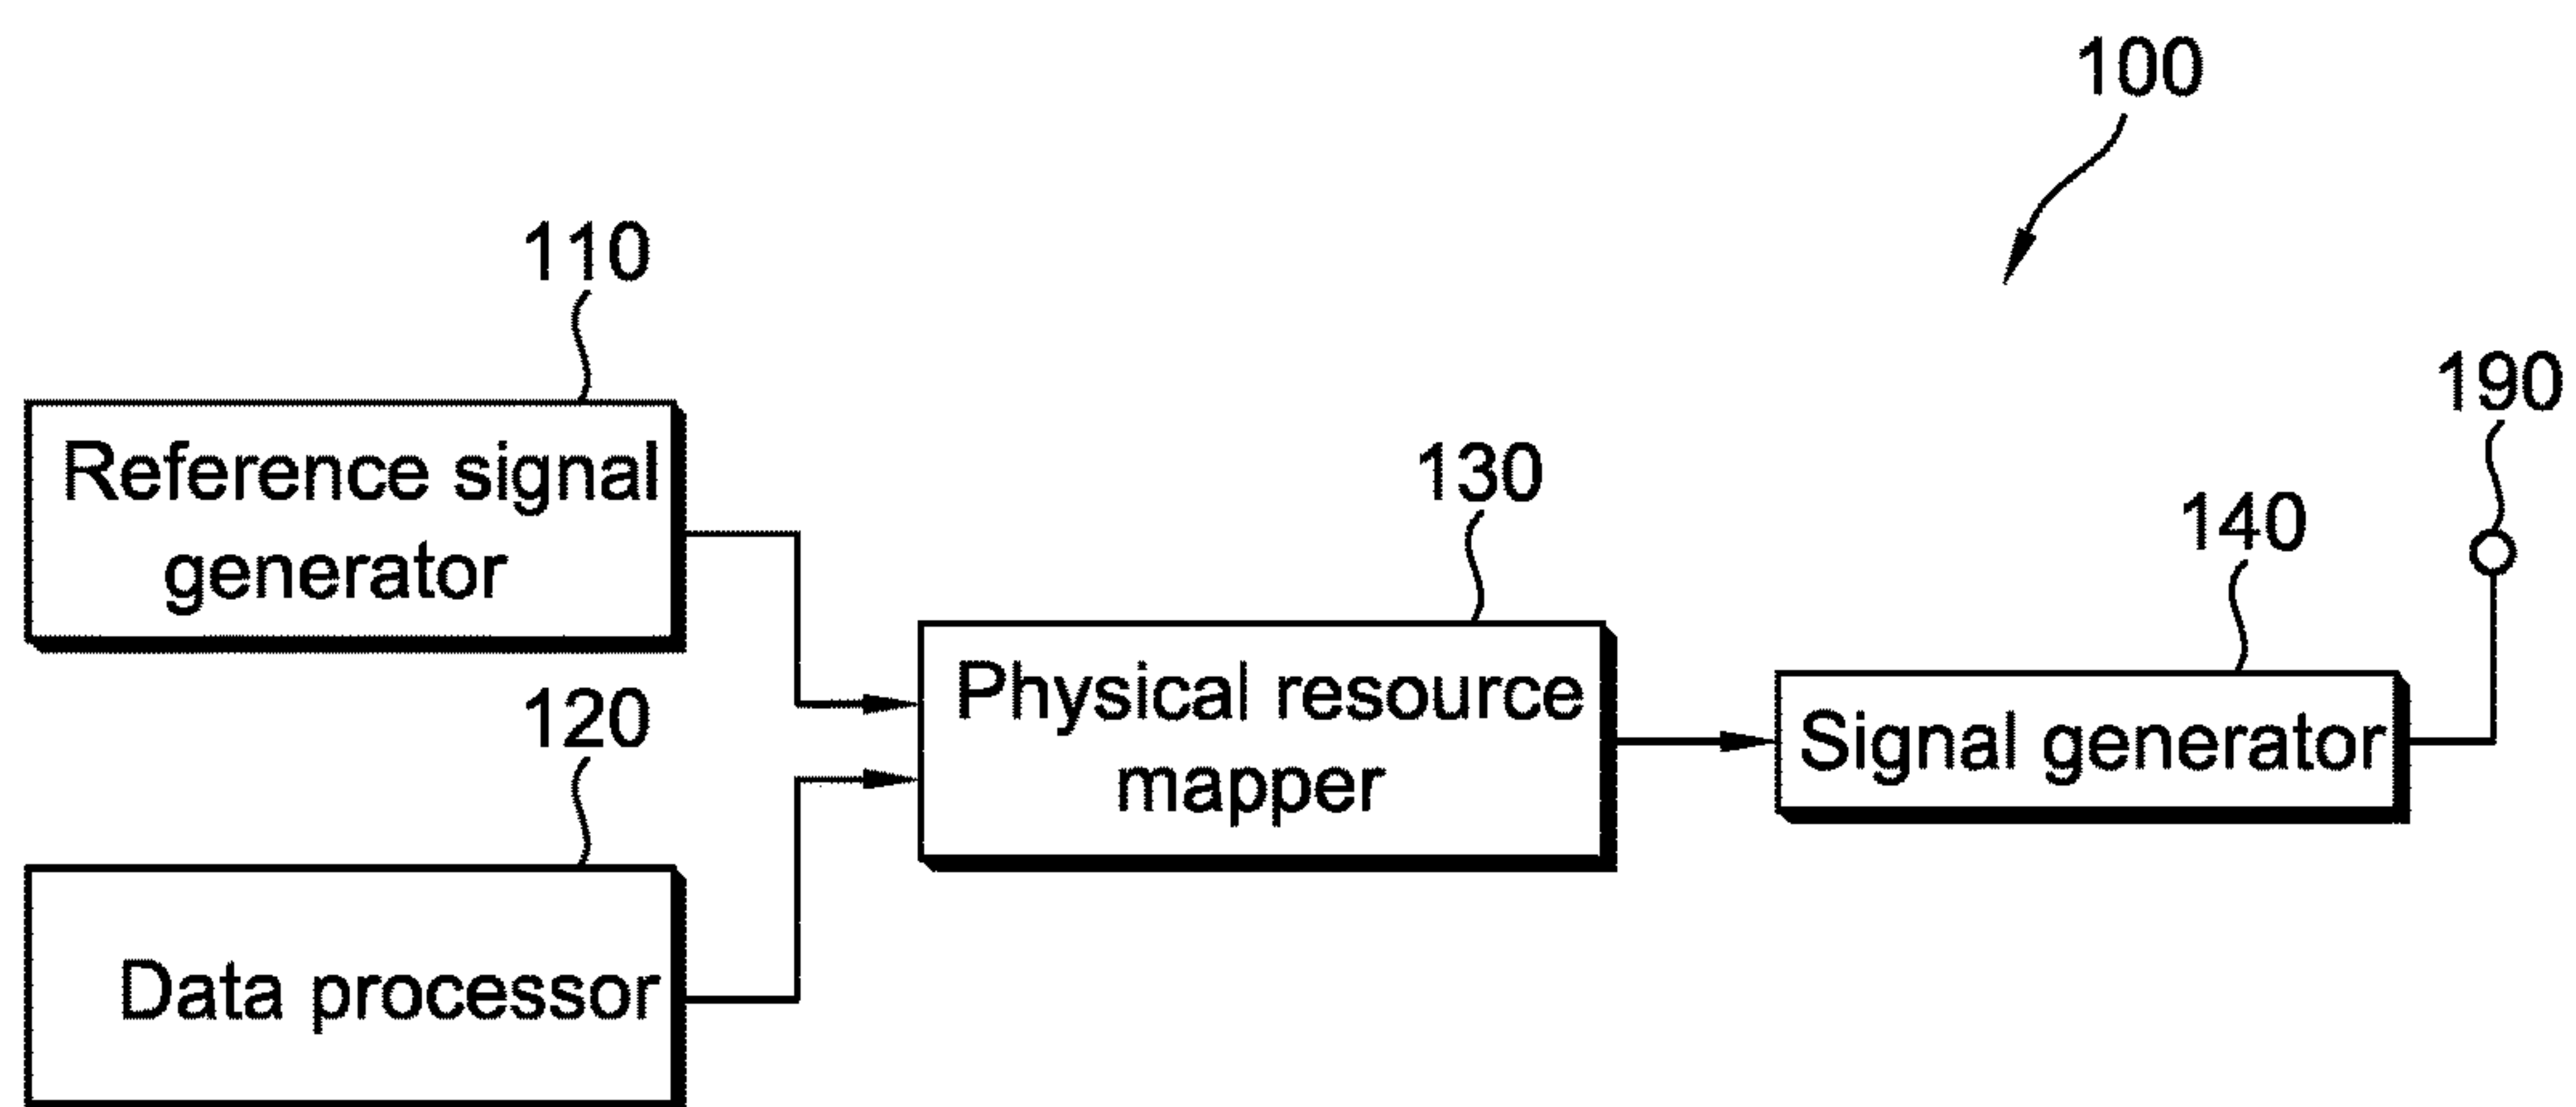 100
110
Reference signal
generator
120
Data processor
130
Physical resource
mapper
140
Signal generator
190